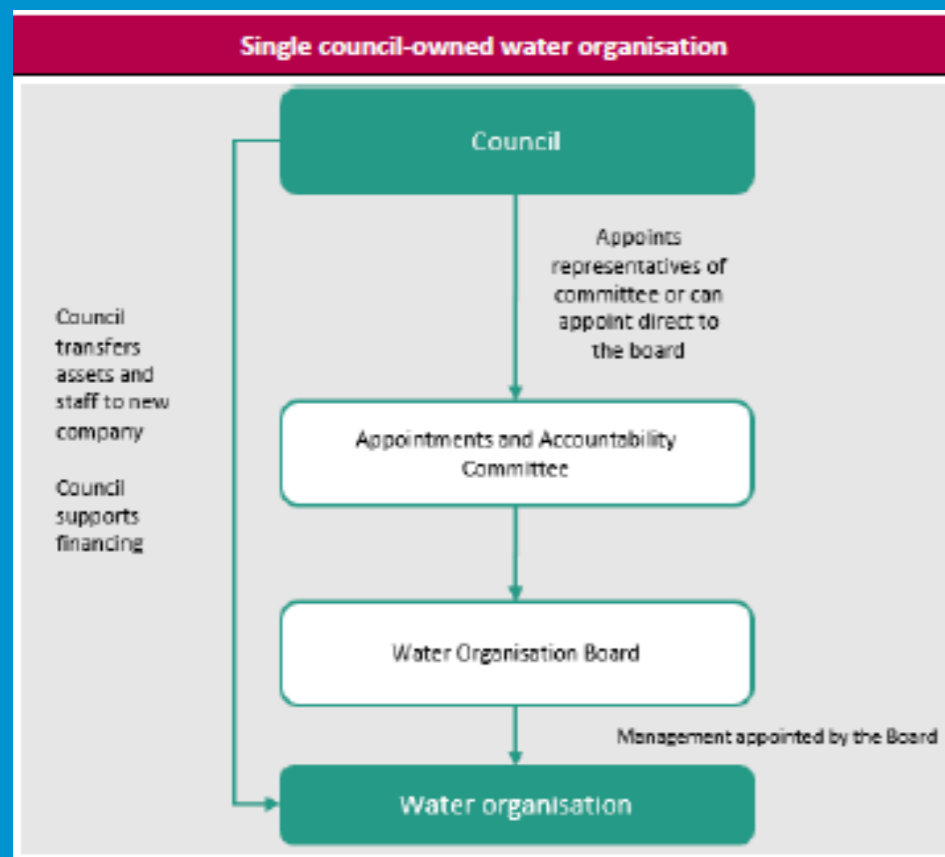 Single council-owned water organisation
Council
Appoints
representatives of
committee or can
appoint direct to
the board
Council
transfers
assets and
staff to new
company
Council
supports
financing
Appointments and Accountability
Committee
Water Organisation Board
Management appointed by the Board
Water organisation